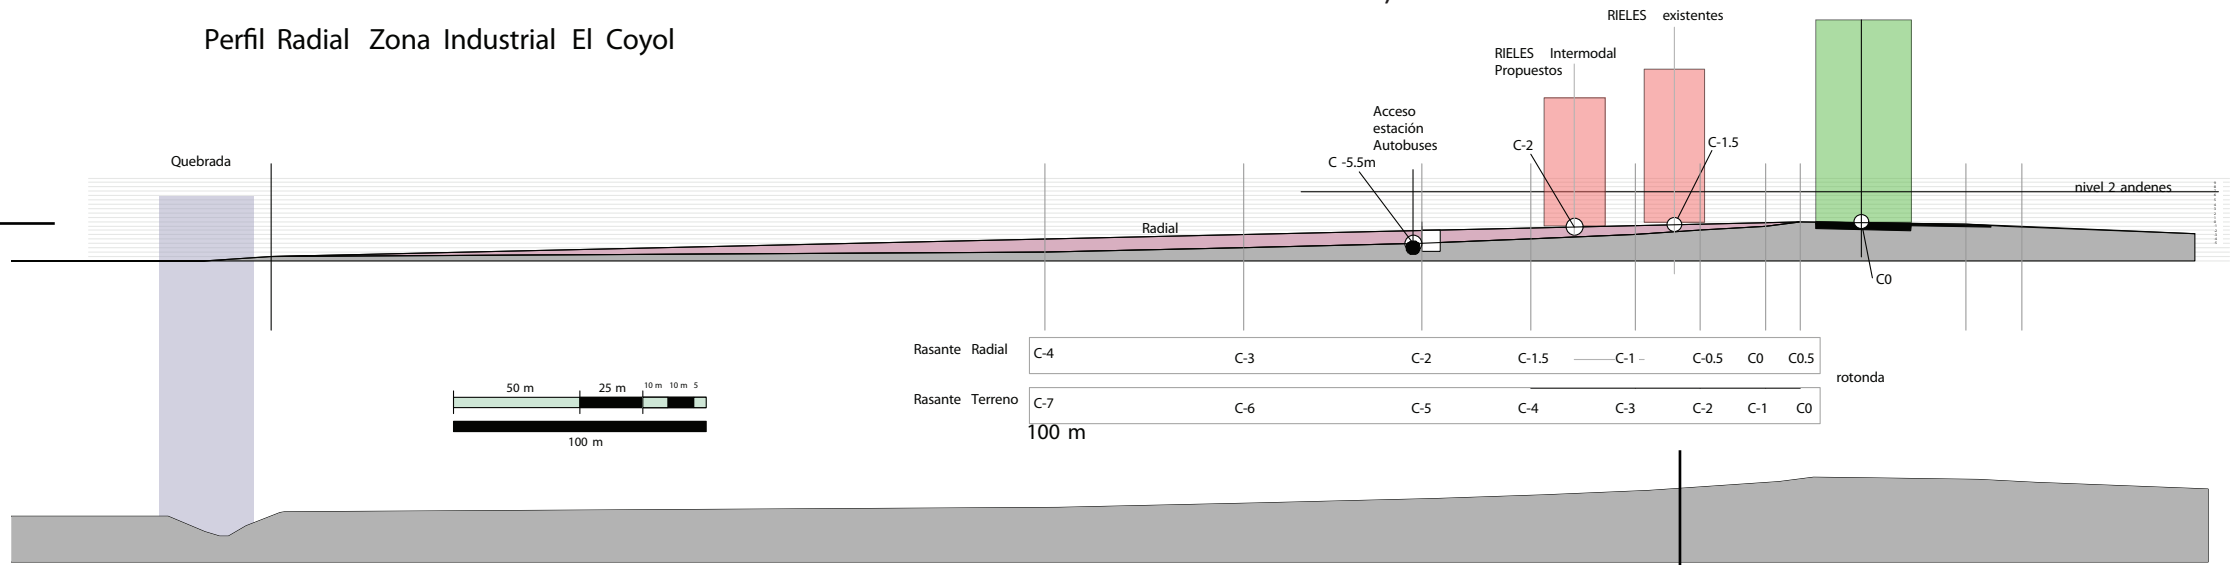 Perfil Radial Zona Industrial El Coyol
RIELES existentes
RIELES Intermodal
Propuestos
Acceso
estación
Autobuses
C -5.5m
C-2
C-1.5
Quebrada
nivel 2 andenes
Radial
C0
Rasante Radial
C-4
C-3
C-2
C-1.5
C-1
C-0.5
C0
C0.5
rotonda
Rasante Terreno
C-7
C-6
C-5
C-4
C-3
C-2
C-1
C0
100 m
50 m
25 m
10 m
10 m
5
100 m